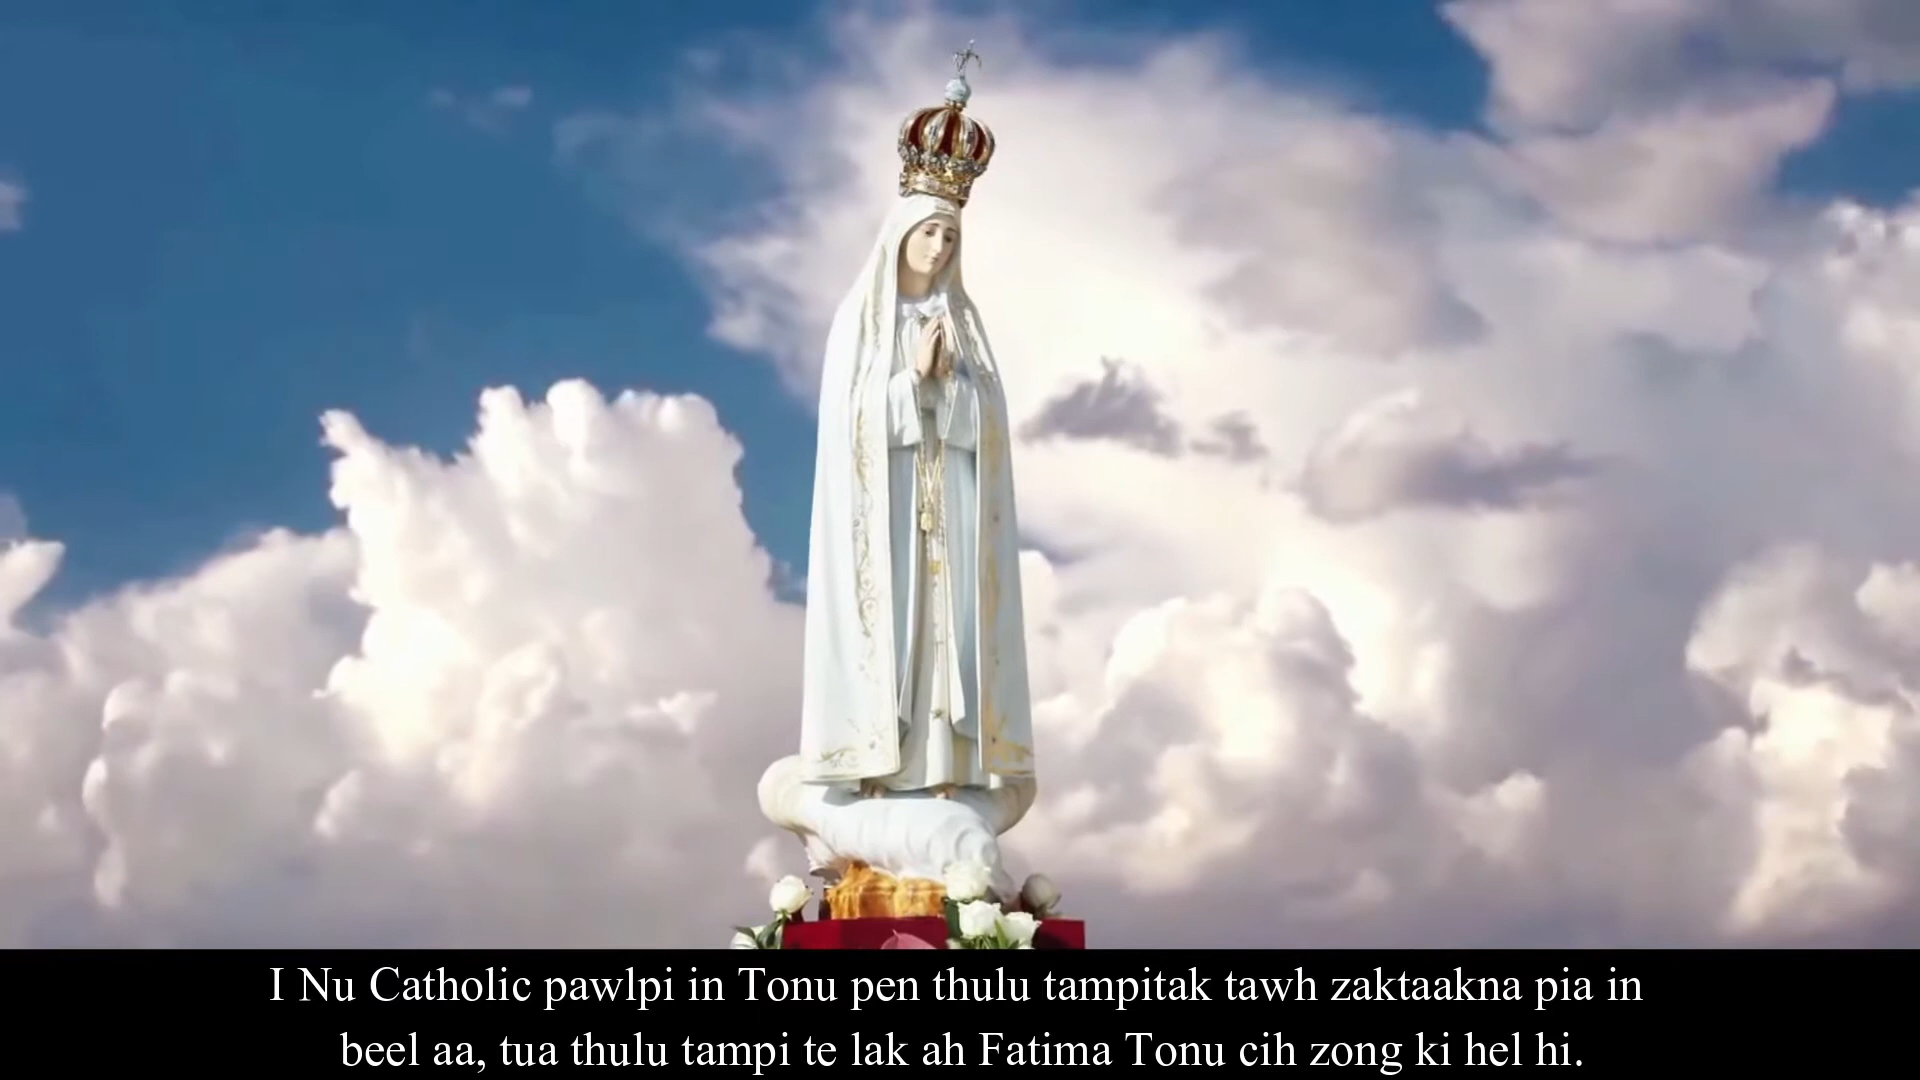 I Nu Catholic pawlpi in Tonu pen thulu tampitak tawh zaktaakna pia in
beel aa, tua thulu tampi te lak ah Fatima Tonu cih zong ki hel hi.